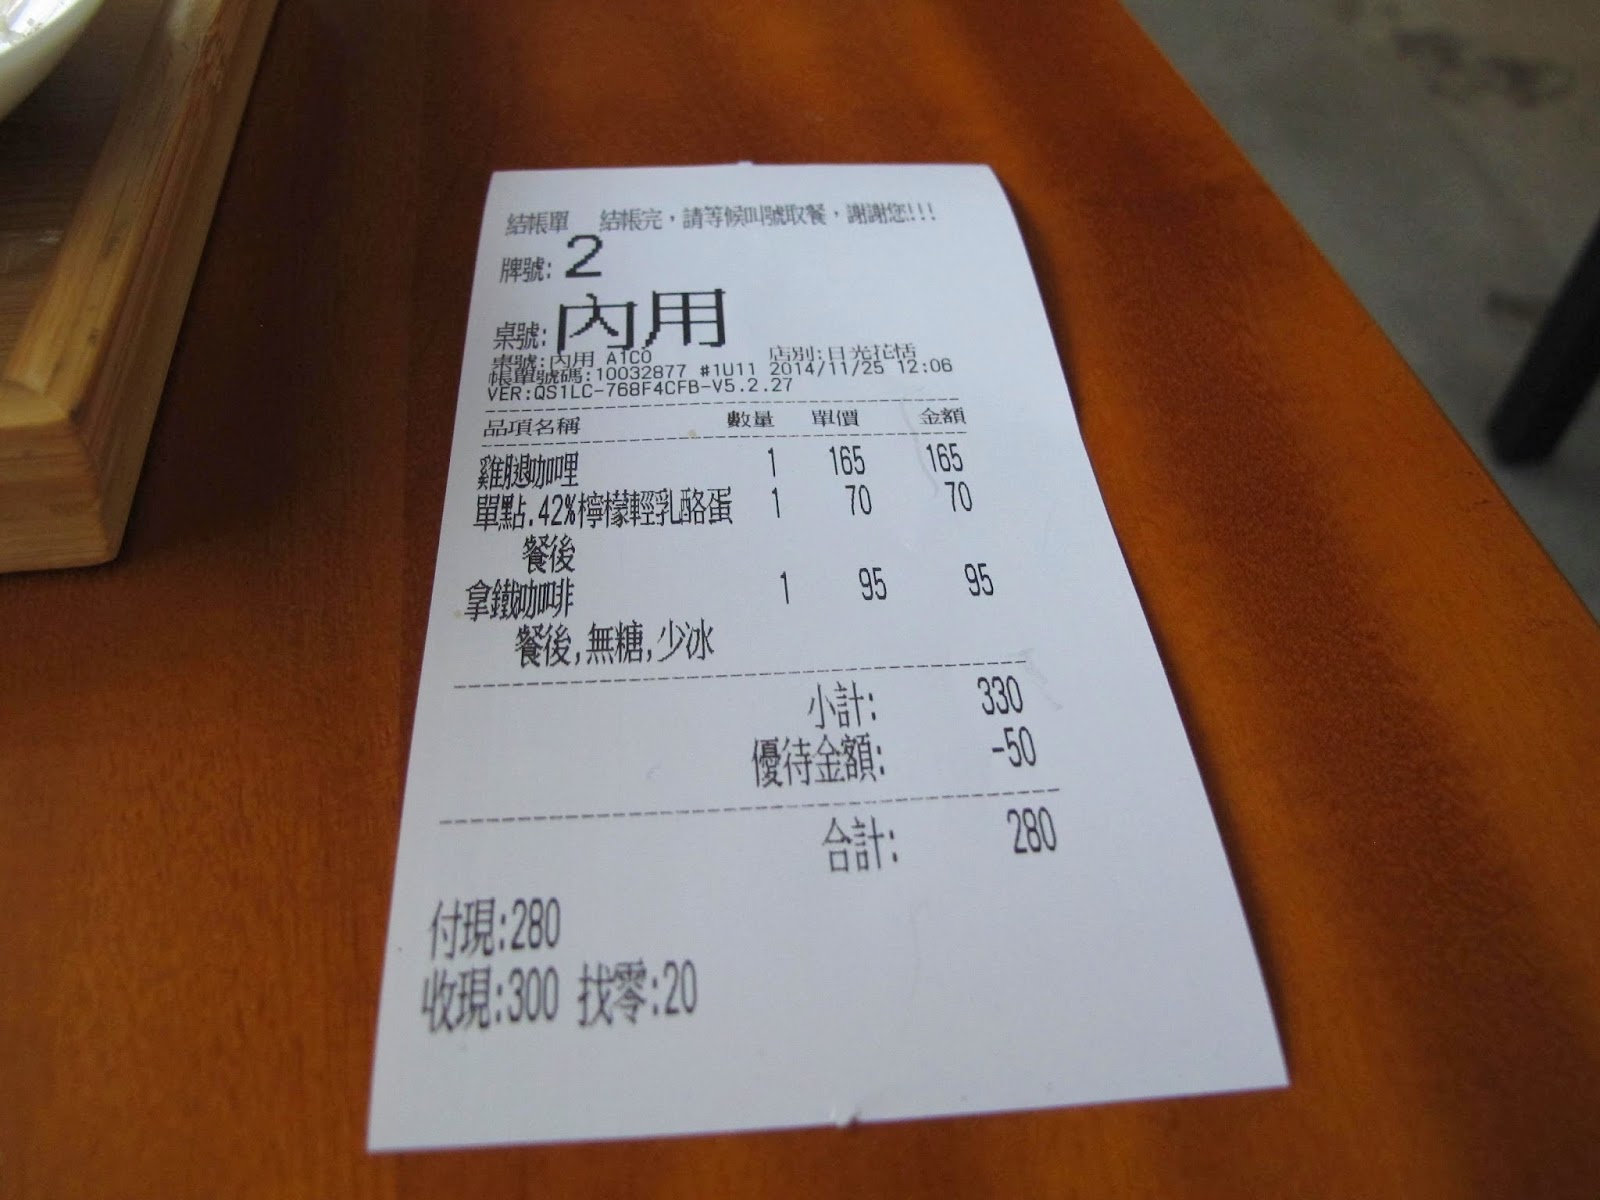 結帳單 結帳完，請等候叫號取餐，謝謝您!!!
牌號: 2
桌號: 內用
桌號:內用 A1CO 店別:日光花恬
帳單號碼:10032877 #1U11 2014/11/25 12:06
VER:QS1LC-768F4CFB-V5.2.27
品項名稱 數量 單價 金額
雞腿咖哩 1 165 165
單點.42%檸檬輕乳酪蛋 1 70 70
餐後
拿鐵咖啡 1 95 95
餐後,無糖,少冰
小計: 330
優待金額: -50
合計: 280
付現:280
收現:300 找零:20